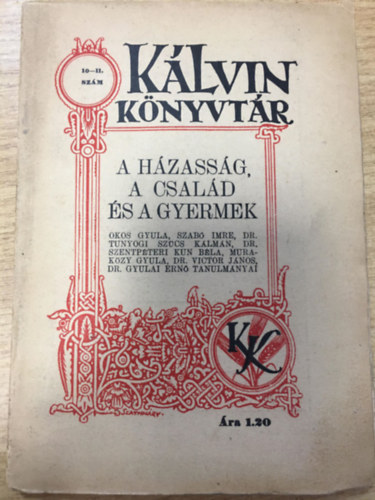 10—11.
SZÁM
KÁLVIN
KÖNYVTÁR
A HÁZASSÁG,
A CSALÁD
ÉS A GYERMEK
OKOS GYULA, SZABÓ IMRE, DR.
TUNYOGI SZÜCS KÁLMÁN, DR.
SZENTPÉTERI KUN BÉLA, MURA-
KÖZY GYULA, DR. VICTOR JÁNOS,
DR. GYULAI ERNŐ TANULMÁNYAI
KK
Ára 1.20